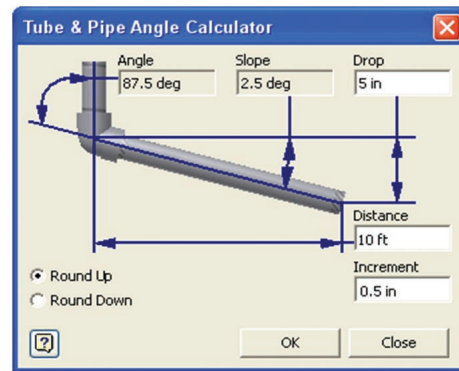 Tube & Pipe Angle Calculator
Angle Slope Drop
87.5 deg 2.5 deg 5 in
Distance
10 ft
Increment
0.5 in
Round Up
Round Down
OK Close